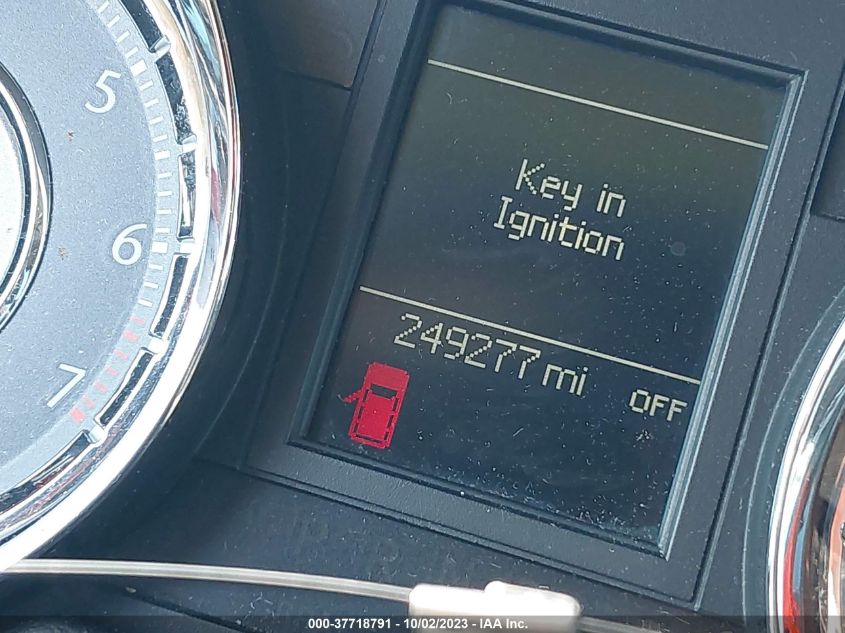 5
6
7
Key in
Ignition
249277 mi OFF
000-37718791 - 10/02/2023 - IAA Inc.